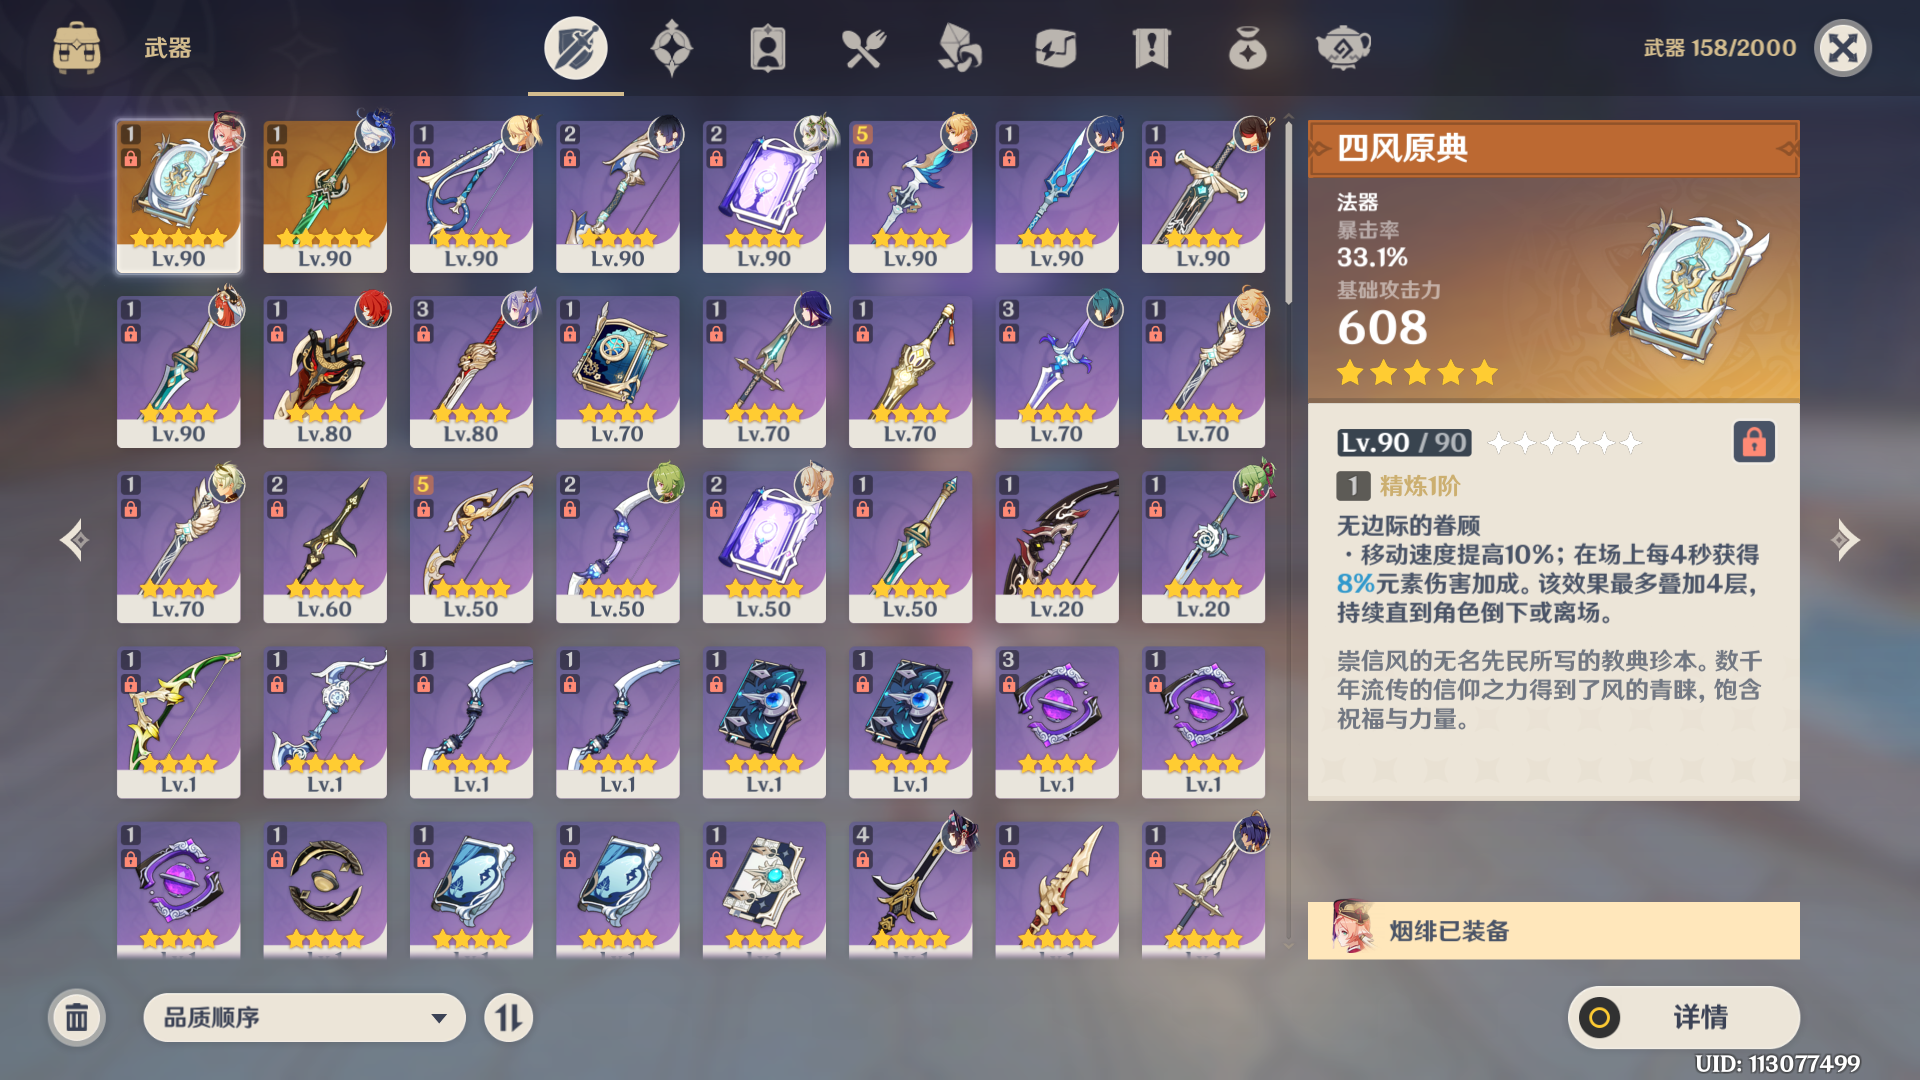 武器
武器 158/2000
1 1 1 2 2 5 1 1
Lv.90 Lv.90 Lv.90 Lv.90 Lv.90 Lv.90 Lv.90 Lv.90
1 1 3 1 1 1 3 1
Lv.90 Lv.80 Lv.80 Lv.70 Lv.70 Lv.70 Lv.70 Lv.70
1 2 5 2 2 1 1 1
Lv.70 Lv.60 Lv.50 Lv.50 Lv.50 Lv.50 Lv.20 Lv.20
1 1 1 1 1 1 3 1
Lv.1 Lv.1 Lv.1 Lv.1 Lv.1 Lv.1 Lv.1 Lv.1
1 1 1 1 1 4 1 1
四风原典
法器
暴击率
33.1%
基础攻击力
608
Lv.90 / 90
1 精炼1阶
无边际的眷顾
·移动速度提高10%；在场上每4秒获得
8%元素伤害加成。该效果最多叠加4层，
持续直到角色倒下或离场。
崇信风的无名先民所写的教典珍本。数千
年流传的信仰之力得到了风的青睐，饱含
祝福与力量。
烟绯已装备
品质顺序
详情
UID: 113077499